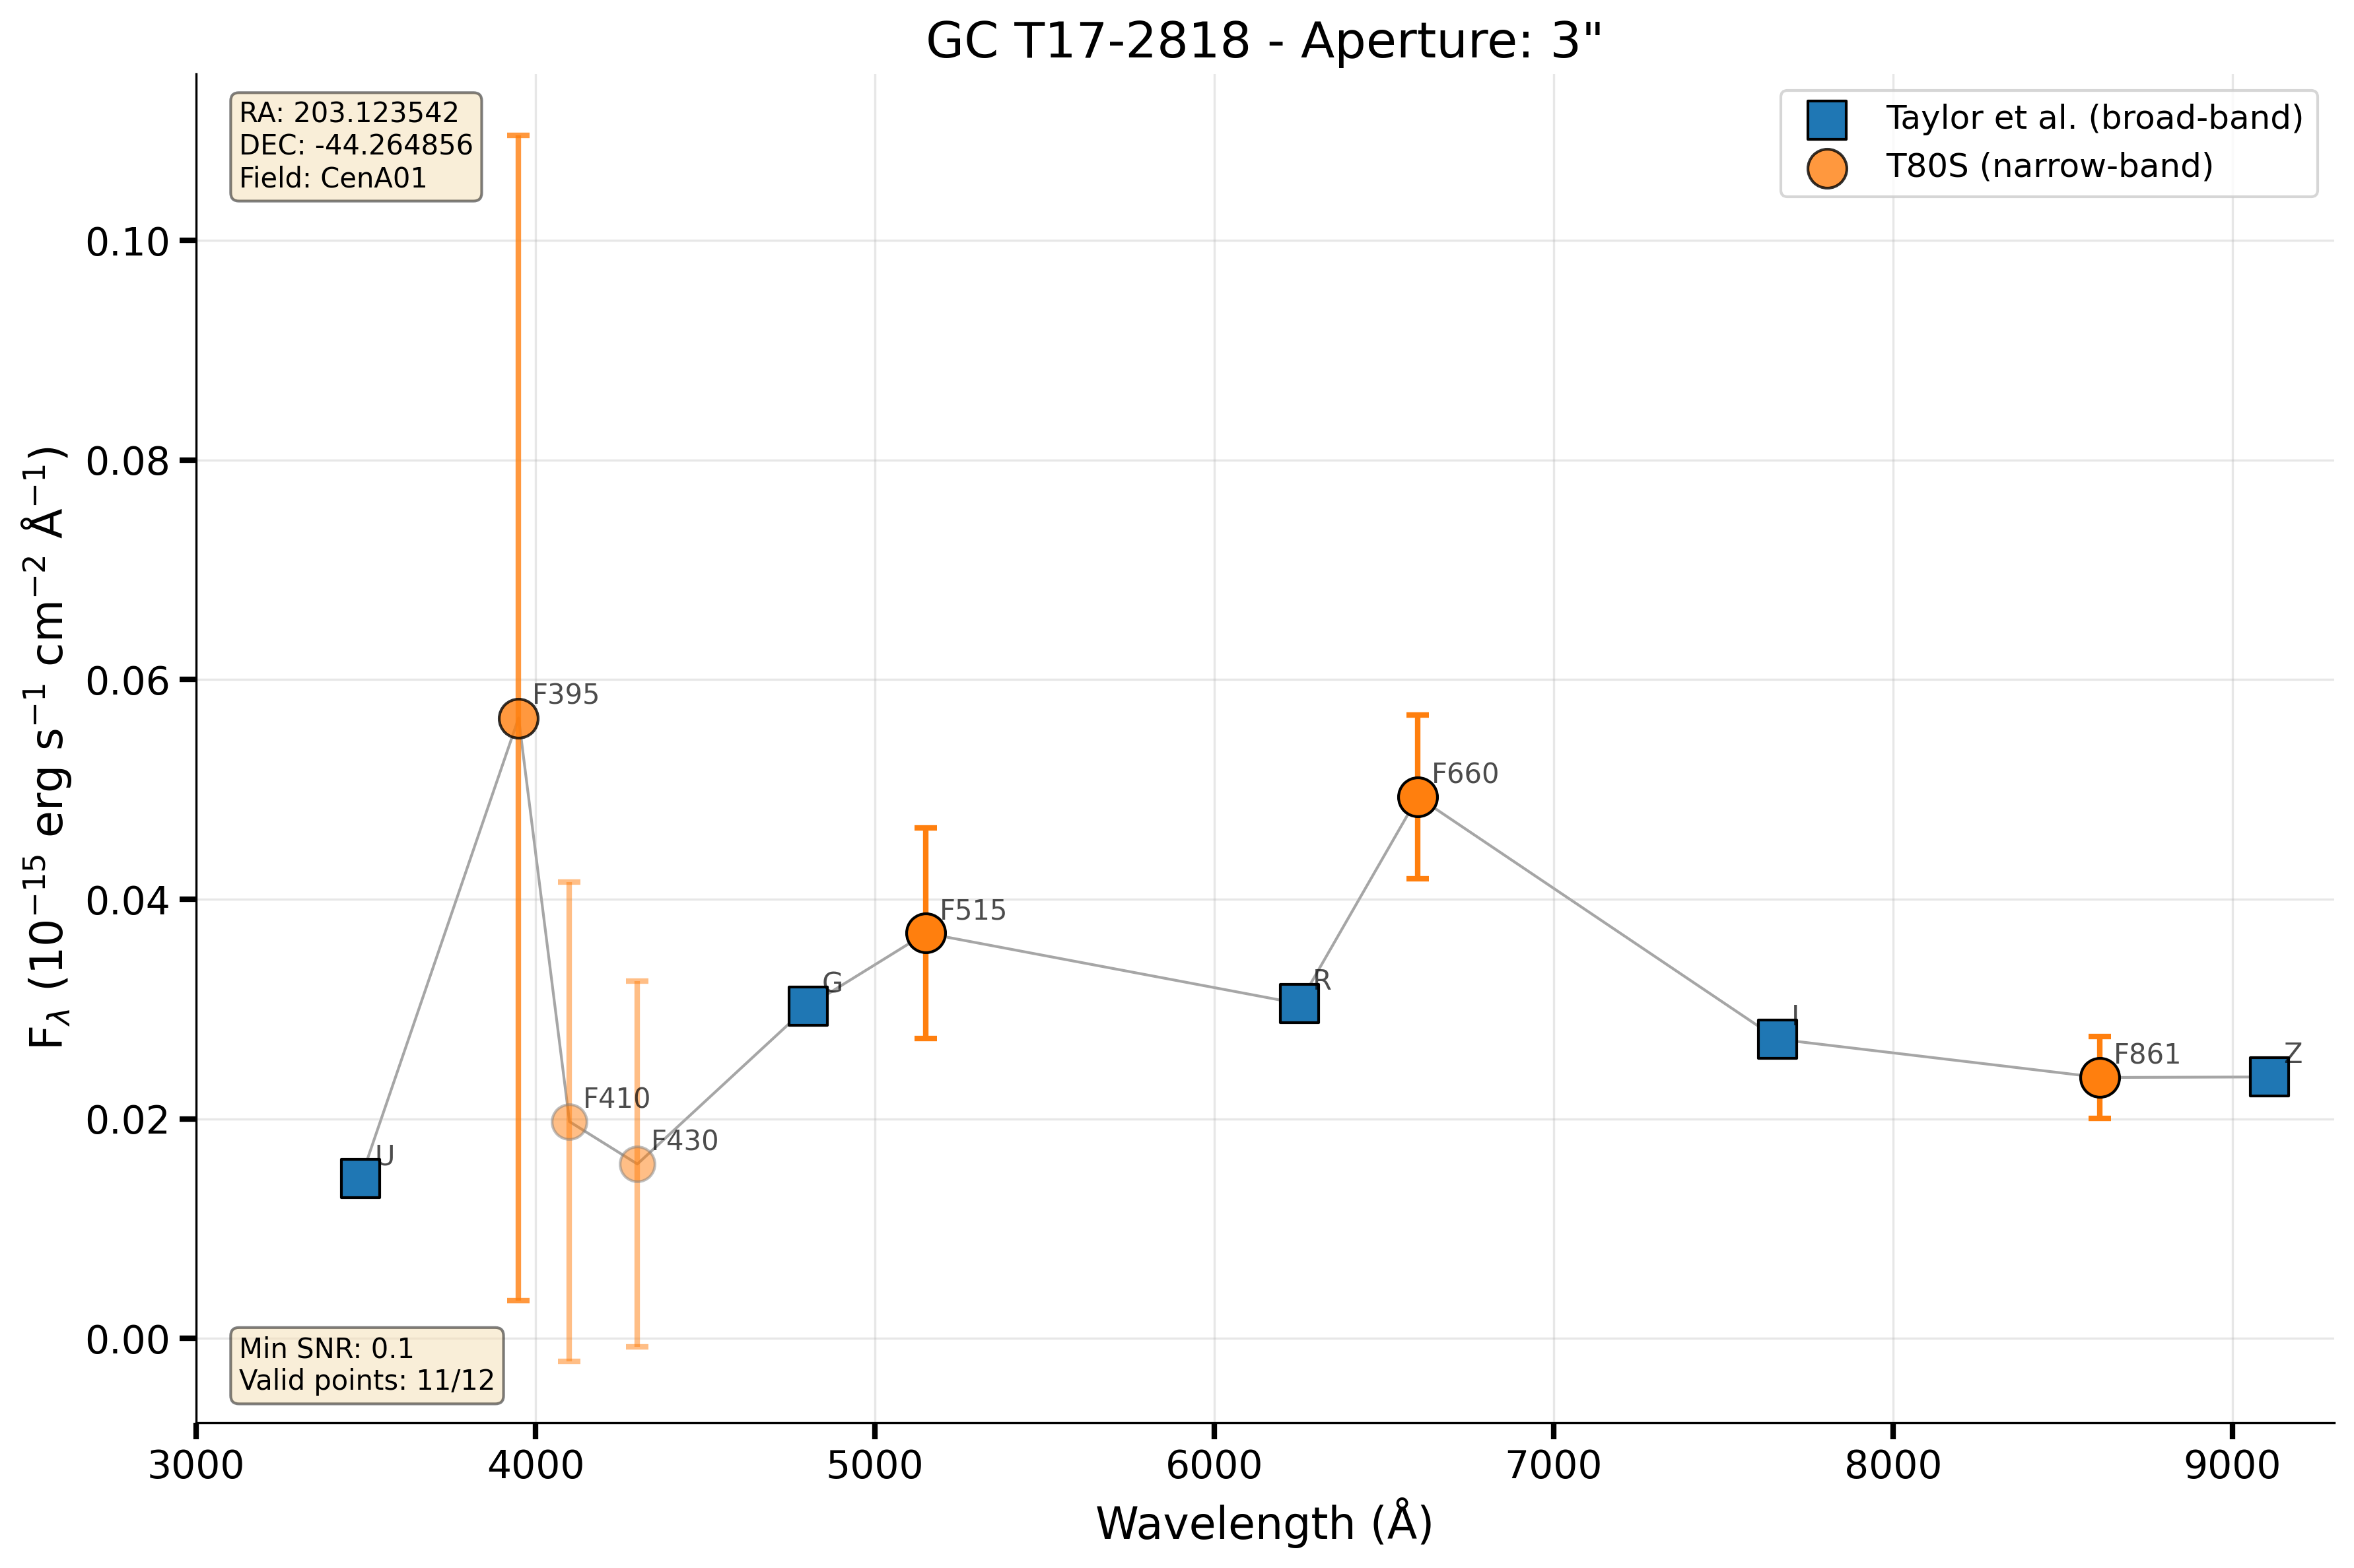 GC T17-2818 - Aperture: 3"
RA: 203.123542
DEC: -44.264856
Field: CenA01
Taylor et al. (broad-band)
T80S (narrow-band)
0.10
0.08
0.06
0.04
0.02
0.00
F_λ (10⁻¹⁵ erg s⁻¹ cm⁻² Å⁻¹)
U
F395
F410
F430
G
F515
R
F660
I
F861
Z
Min SNR: 0.1
Valid points: 11/12
3000 4000 5000 6000 7000 8000 9000
Wavelength (Å)